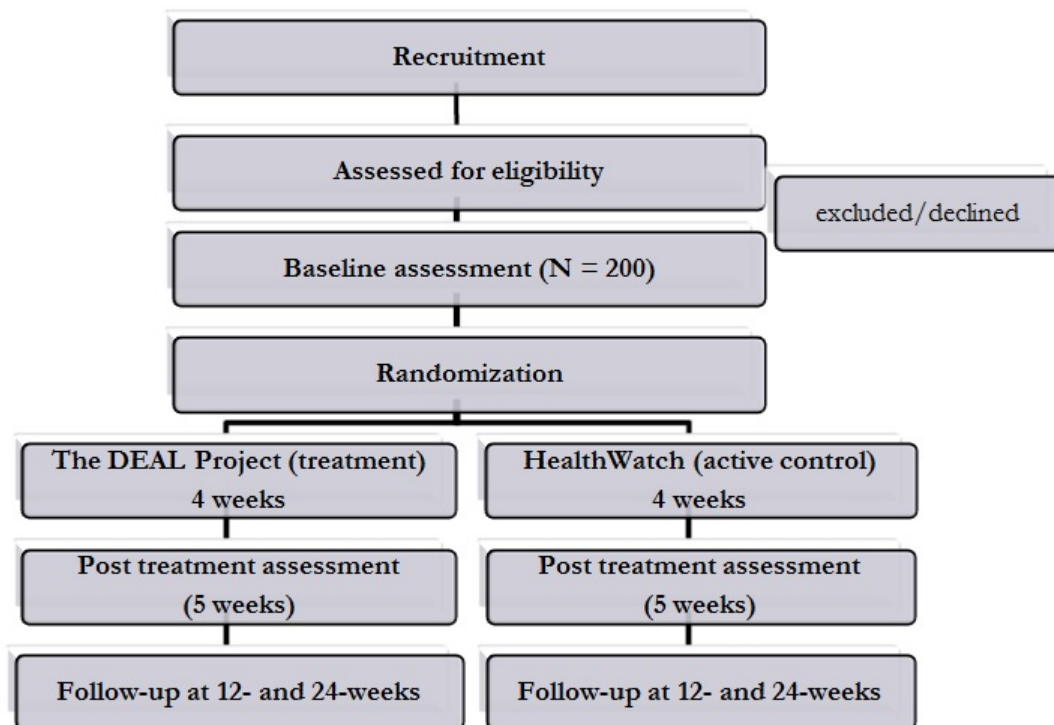 Recruitment
Assessed for eligibility
excluded/declined
Baseline assessment (N = 200)
Randomization
The DEAL Project (treatment)
4 weeks
HealthWatch (active control)
4 weeks
Post treatment assessment
(5 weeks)
Post treatment assessment
(5 weeks)
Follow-up at 12- and 24-weeks
Follow-up at 12- and 24-weeks